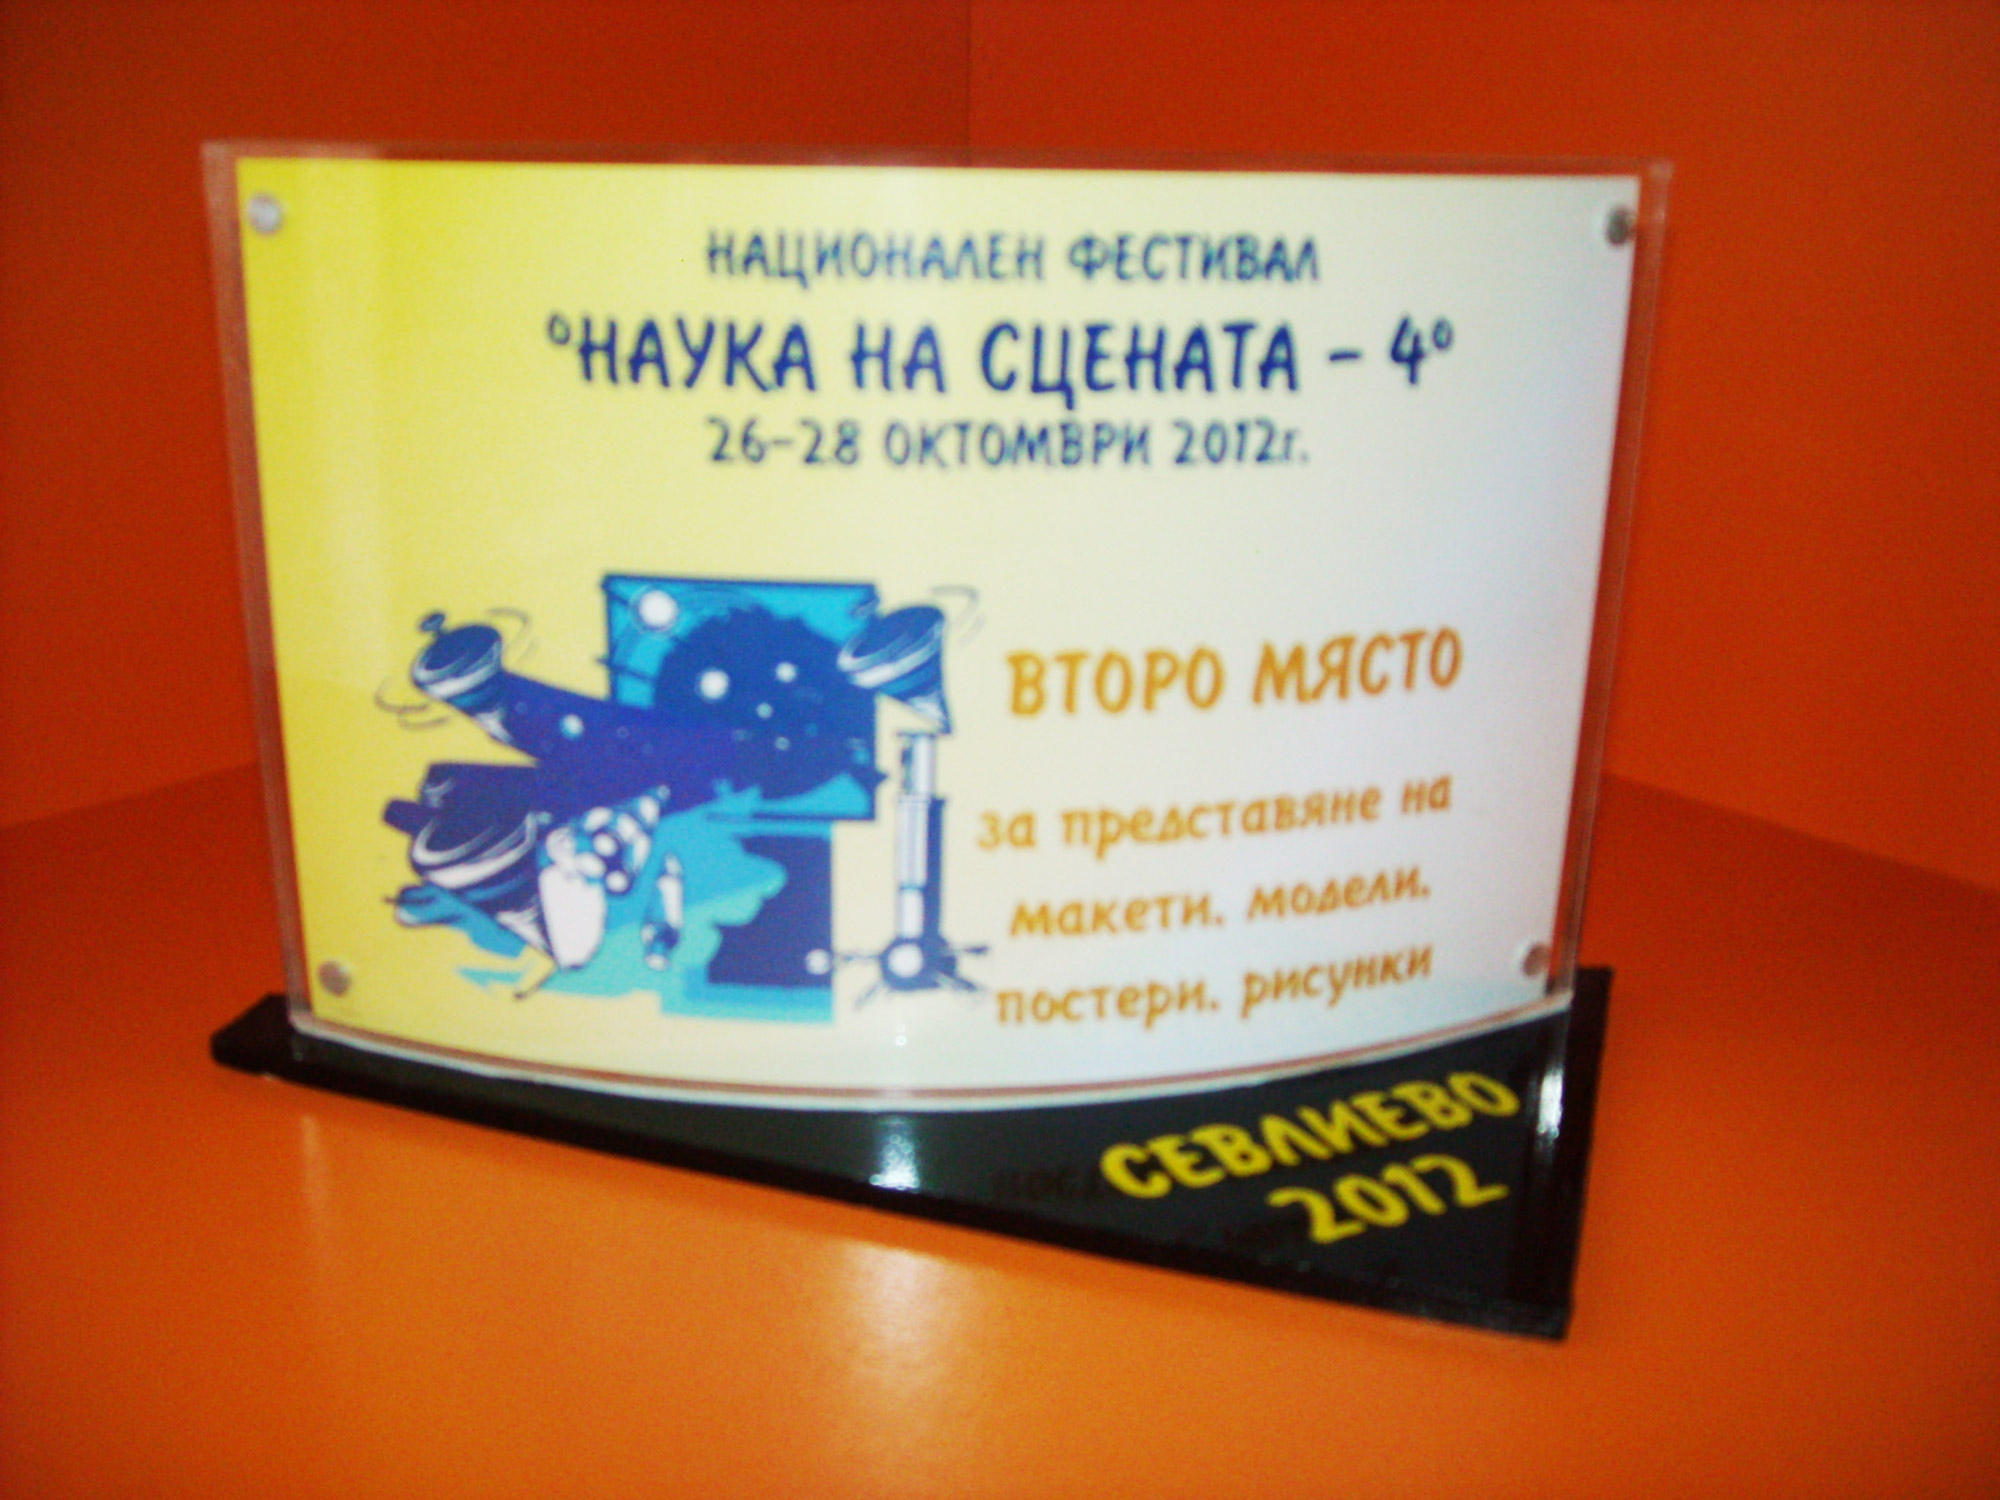 НАЦИОНАЛЕН ФЕСТИВАЛ
"НАУКА НА СЦЕНАТА - 4"
26-28 ОКТОМВРИ 2012г.
ВТОРО МЯСТО
за представяне на
макети, модели,
постери, рисунки
СЕВЛИЕВО
2012